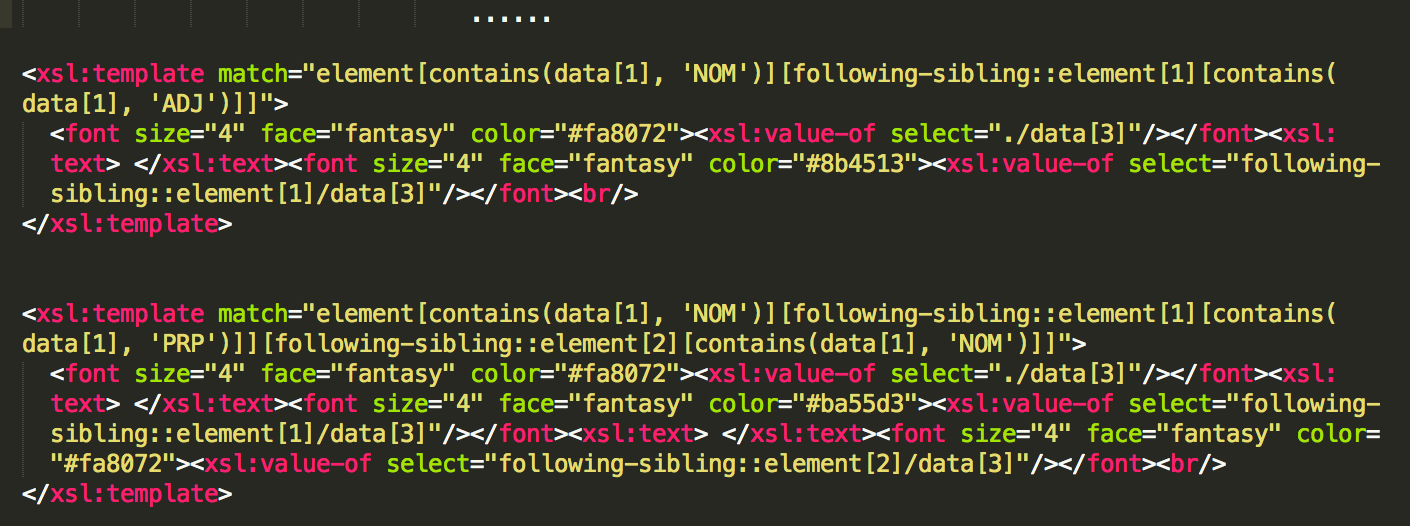 ......
<xsl:template match="element[contains(data[1], 'NOM')][following-sibling::element[1][contains(
data[1], 'ADJ')]]">
<font size="4" face="fantasy" color="#fa8072"><xsl:value-of select="./data[3]"/></font><xsl:
text> </xsl:text><font size="4" face="fantasy" color="#8b4513"><xsl:value-of select="following-
sibling::element[1]/data[3]"/></font><br/>
</xsl:template>
<xsl:template match="element[contains(data[1], 'NOM')][following-sibling::element[1][contains(
data[1], 'PRP')]][following-sibling::element[2][contains(data[1], 'NOM')]]">
<font size="4" face="fantasy" color="#fa8072"><xsl:value-of select="./data[3]"/></font><xsl:
text> </xsl:text><font size="4" face="fantasy" color="#ba55d3"><xsl:value-of select="following-
sibling::element[1]/data[3]"/></font><xsl:text> </xsl:text><font size="4" face="fantasy" color=
"#fa8072"><xsl:value-of select="following-sibling::element[2]/data[3]"/></font><br/>
</xsl:template>